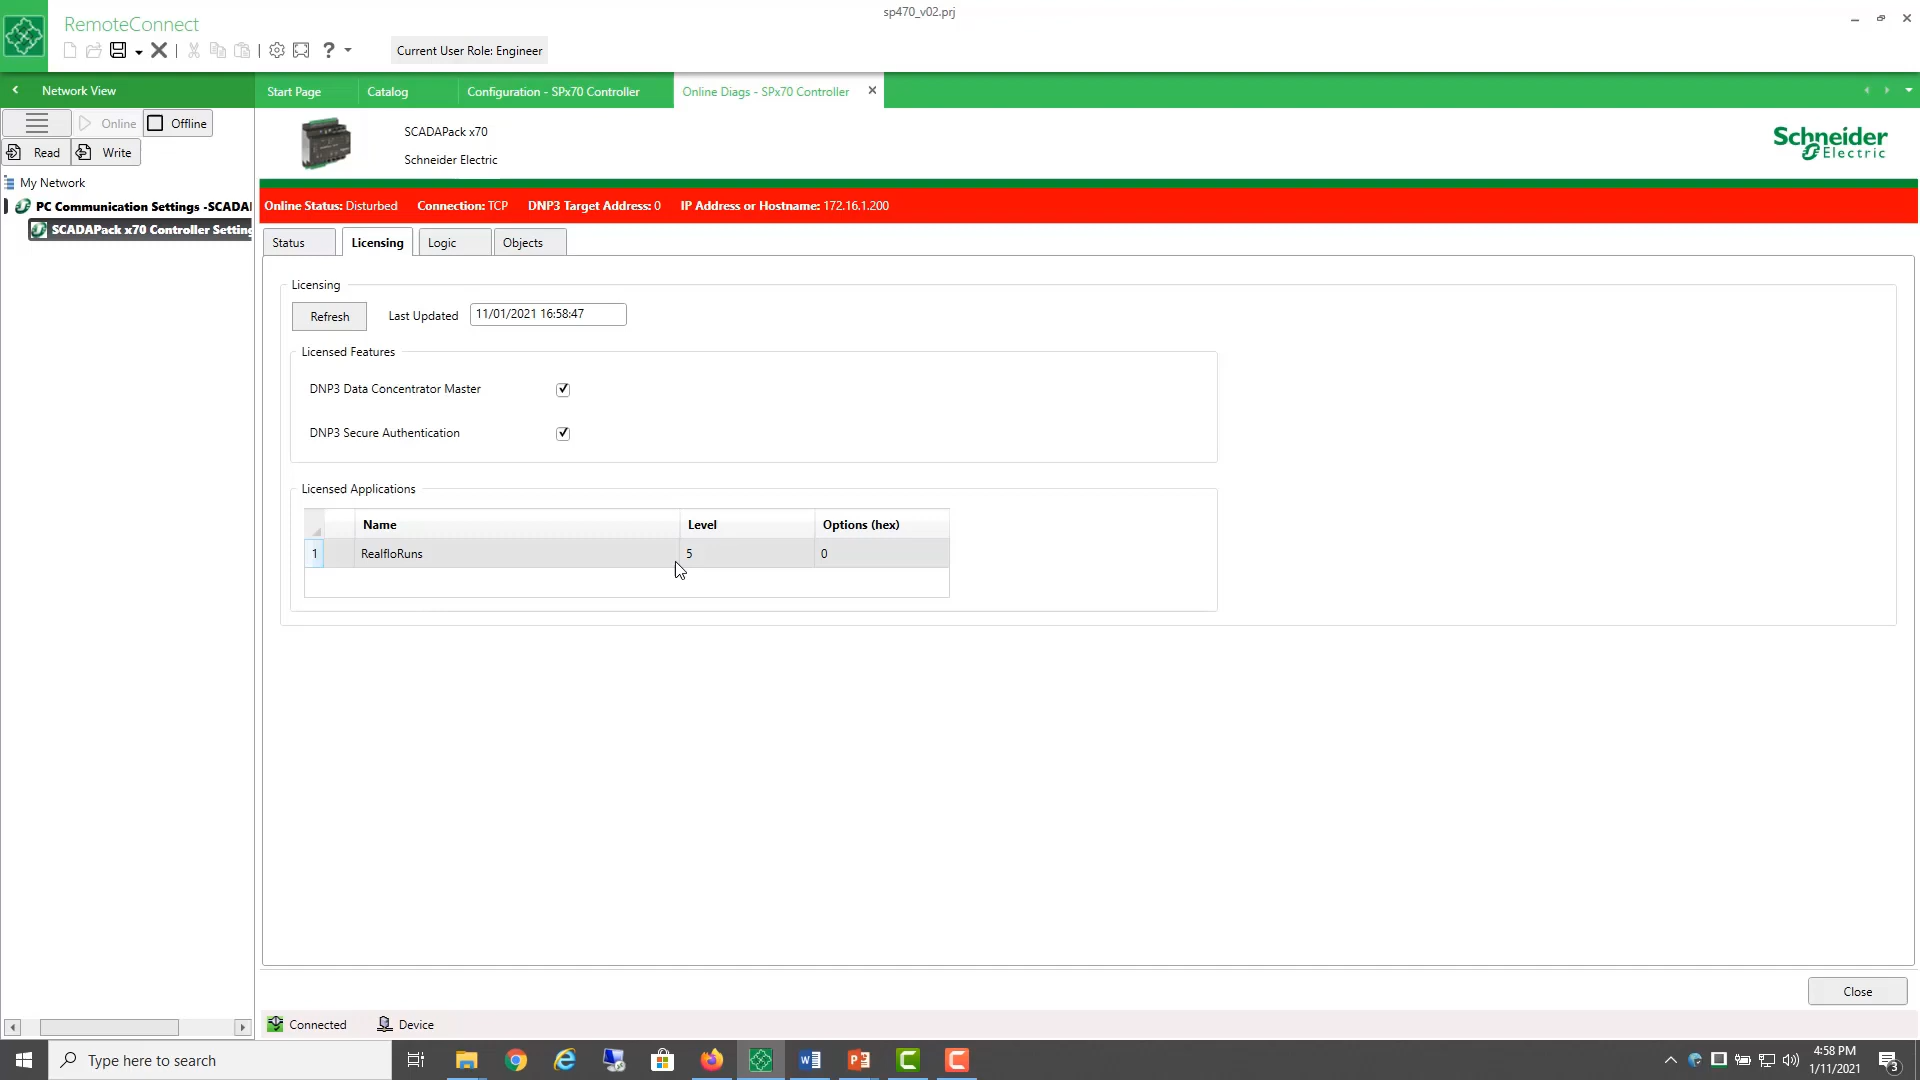 sp470_v02.prj
RemoteConnect
Current User Role: Engineer
Network View
Start Page
Catalog
Configuration - SPx70 Controller
Online Diags - SPx70 Controller
Online
Offline
Read
Write
My Network
PC Communication Settings -SCADA
SCADAPack x70 Controller Setting
SCADAPack x70
Schneider Electric
Schneider
Electric
Online Status: Disturbed Connection: TCP DNP3 Target Address: 0 IP Address or Hostname: 172.16.1.200
Status
Licensing
Logic
Objects
Licensing
Refresh
Last Updated
11/01/2021 16:58:47
Licensed Features
DNP3 Data Concentrator Master
DNP3 Secure Authentication
Licensed Applications
Name Level Options (hex)
1 RealfloRuns 5 0
Close
Connected
Device
Type here to search
4:58 PM
1/11/2021
3